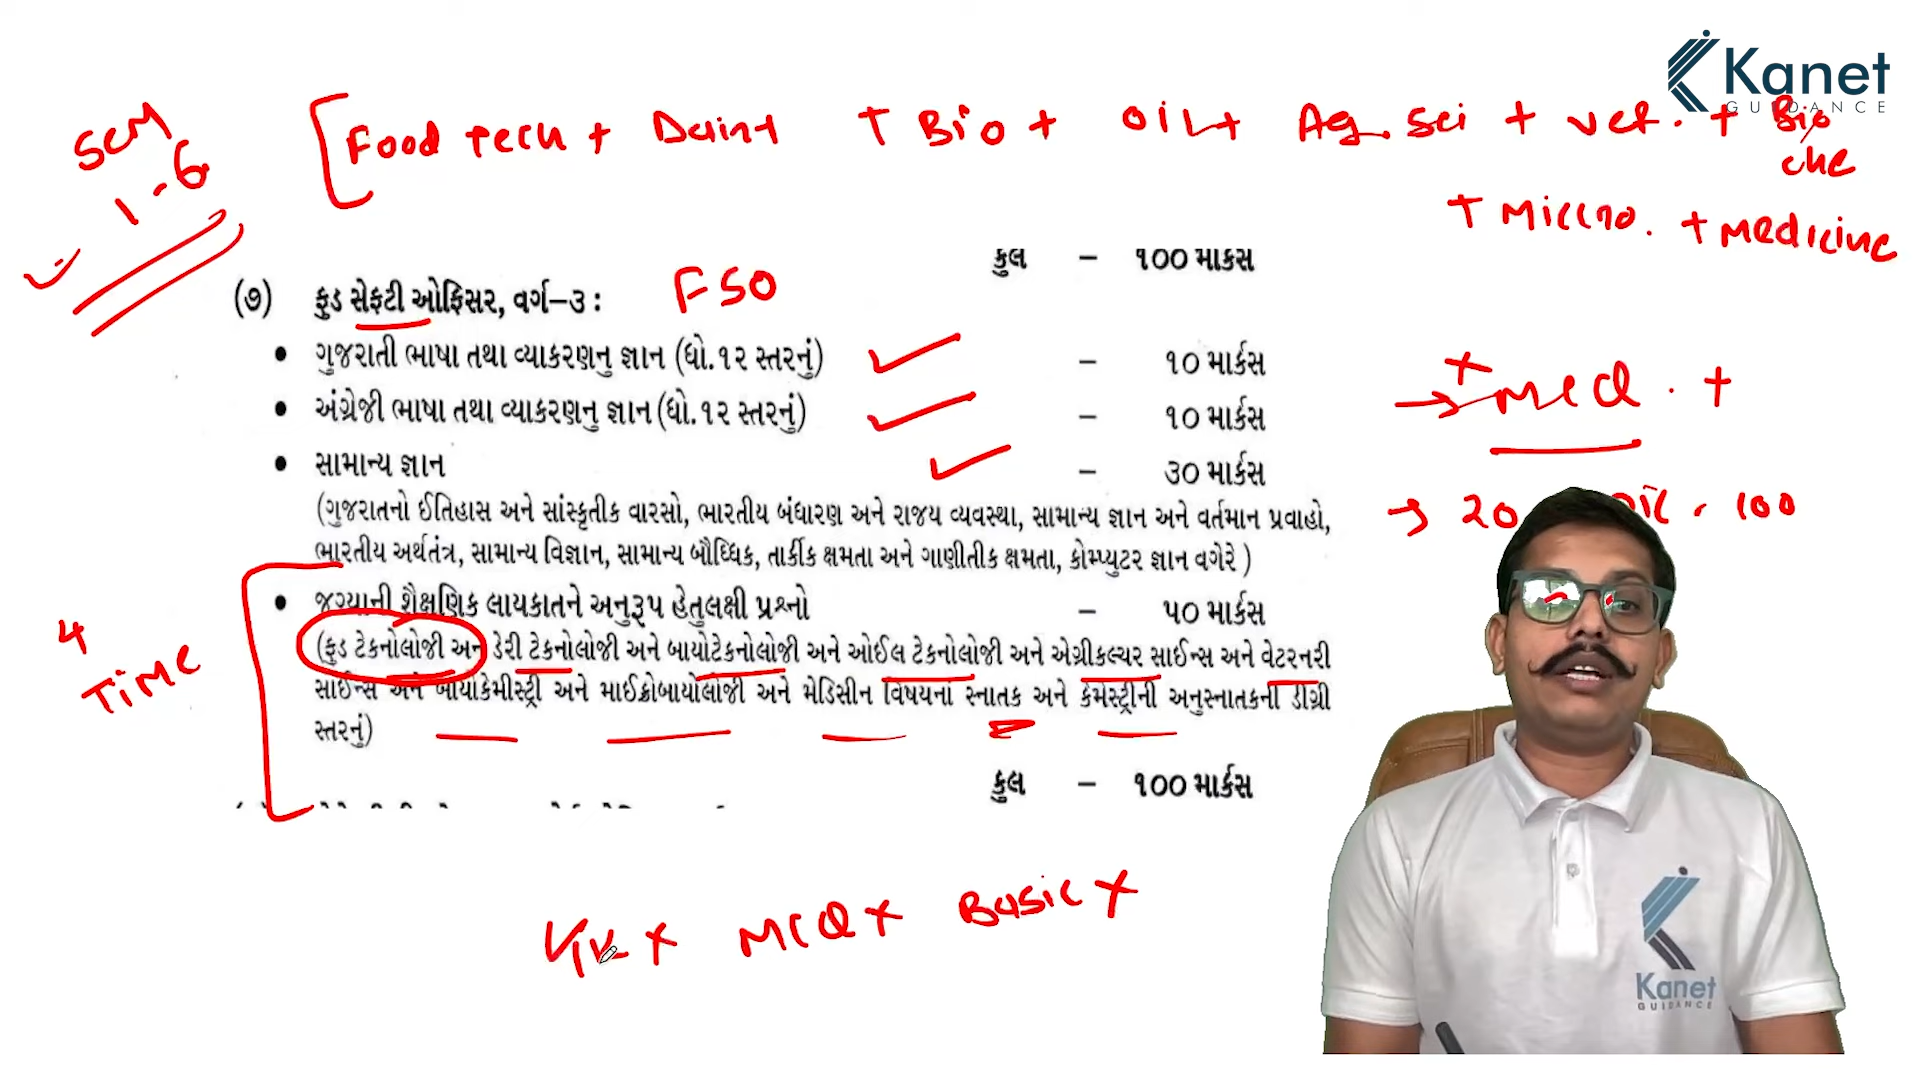 Kanet
GUIDANCE
Sem
1-6
Food tech + Dairy + Bio + Oil + Ag. Sci + Vet. + Bio
che
+ Micro. + Medicine
કુલ – ૧૦૦ માર્કસ
(૭) ફુડ સેફટી ઓફિસર, વર્ગ-૩ : FSO
• ગુજરાતી ભાષા તથા વ્યાકરણનુ જ્ઞાન (ધો.૧૨ સ્તરનું) – ૧૦ માર્કસ
• અંગ્રેજી ભાષા તથા વ્યાકરણનુ જ્ઞાન (ધો.૧૨ સ્તરનું) – ૧૦ માર્કસ
• સામાન્ય જ્ઞાન – ૩૦ માર્કસ
(ગુજરાતનો ઈતિહાસ અને સાંસ્કૃતીક વારસો, ભારતીય બંધારણ અને રાજય વ્યવસ્થા, સામાન્ય જ્ઞાન અને વર્તમાન પ્રવાહો,
ભારતીય અર્થતંત્ર, સામાન્ય વિજ્ઞાન, સામાન્ય બૌધ્ધિક, તાર્કીક ક્ષમતા અને ગાણીતીક ક્ષમતા, કોમ્પ્યુટર જ્ઞાન વગેરે )
• જગ્યાની શૈક્ષણિક લાયકાતને અનુરૂપ હેતુલક્ષી પ્રશ્નો – ૫૦ માર્કસ
(ફુડ ટેકનોલોજી અને ડેરી ટેકનોલોજી અને બાયોટેકનોલોજી અને ઓઈલ ટેકનોલોજી અને એગ્રીકલ્ચર સાઈન્સ અને વેટરનરી
સાઈન્સ અને બાયોકેમીસ્ટ્રી અને માઈક્રોબાયોલોજી અને મેડિસીન વિષયના સ્નાતક અને કેમેસ્ટ્રીની અનુસ્નાતકની ડીગ્રી
સ્તરનું)
કુલ – ૧૦૦ માર્કસ
→ MCQ. +
→ 20 100
4
Time
MCQ × Basic ×
Kanet
GUIDANCE